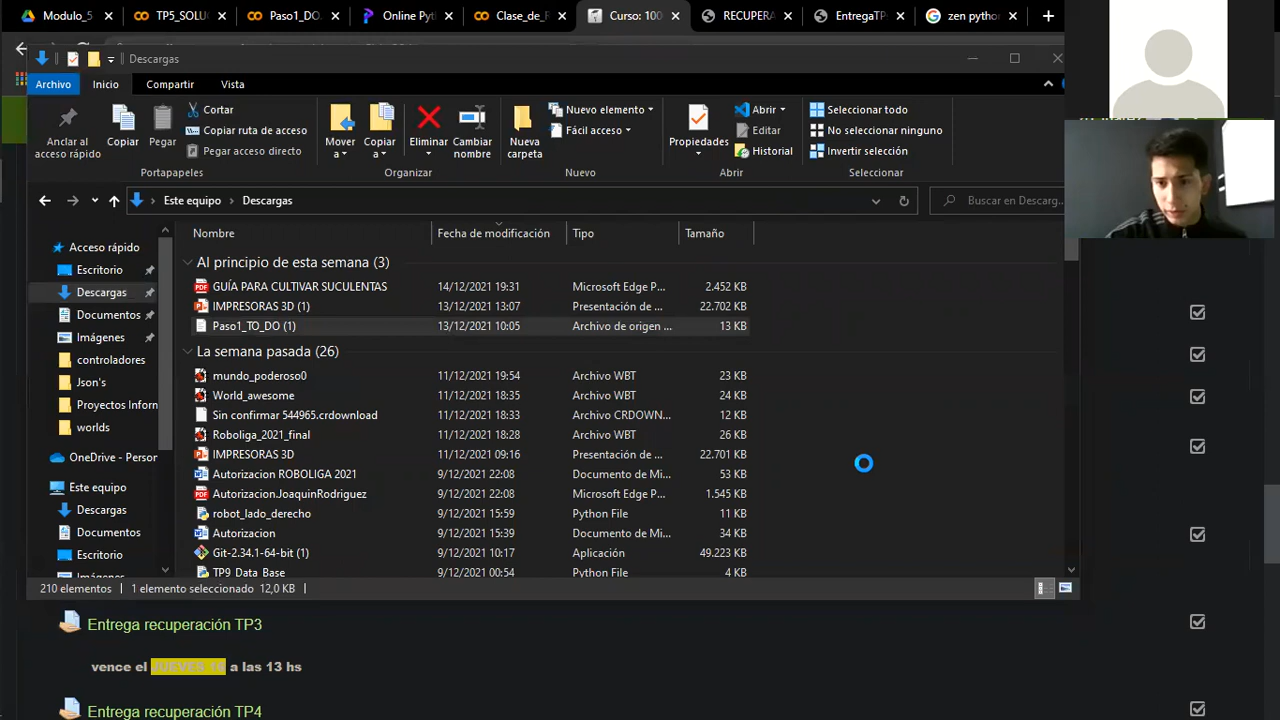 Modulo_5
TP5_SOLU
Paso1_DO.
Online Pyt
Clase_de_R
Curso: 100
RECUPERA
EntregaTP
zen python
Descargas
Archivo
Inicio
Compartir
Vista
Anclar al acceso rápido
Copiar
Pegar
Cortar
Copiar ruta de acceso
Pegar acceso directo
Portapapeles
Mover a
Copiar a
Eliminar
Cambiar nombre
Organizar
Nueva carpeta
Nuevo elemento
Fácil acceso
Nuevo
Propiedades
Abrir
Editar
Historial
Abrir
Seleccionar todo
No seleccionar ninguno
Invertir selección
Seleccionar
Este equipo > Descargas
Buscar en Descarg...
Nombre Fecha de modificación Tipo Tamaño
Acceso rápido
Escritorio
Descargas
Documentos
Imágenes
controladores
Json's
Proyectos Inforn
worlds
OneDrive - Person
Este equipo
Descargas
Documentos
Escritorio
Imágenes
Al principio de esta semana (3)
GUÍA PARA CULTIVAR SUCULENTAS 14/12/2021 19:31 Microsoft Edge P... 2.452 KB
IMPRESORAS 3D (1) 13/12/2021 13:07 Presentación de ... 22.702 KB
Paso1_TO_DO (1) 13/12/2021 10:05 Archivo de origen ... 13 KB
La semana pasada (26)
mundo_poderoso0 11/12/2021 19:54 Archivo WBT 23 KB
World_awesome 11/12/2021 18:35 Archivo WBT 24 KB
Sin confirmar 544965.crdownload 11/12/2021 18:33 Archivo CRDOWN... 12 KB
Roboliga_2021_final 11/12/2021 18:28 Archivo WBT 26 KB
IMPRESORAS 3D 11/12/2021 09:16 Presentación de ... 22.701 KB
Autorizacion ROBOLIGA 2021 9/12/2021 22:08 Documento de Mi... 53 KB
Autorizacion.JoaquinRodriguez 9/12/2021 22:08 Microsoft Edge P... 1.545 KB
robot_lado_derecho 9/12/2021 15:59 Python File 11 KB
Autorizacion 9/12/2021 15:39 Documento de Mi... 34 KB
Git-2.34.1-64-bit (1) 9/12/2021 10:17 Aplicación 49.223 KB
TP9_Data_Base 9/12/2021 00:54 Python File 4 KB
210 elementos 1 elemento seleccionado 12,0 KB
Entrega recuperación TP3
vence el JUEVES a las 13 hs
Entrega recuperación TP4